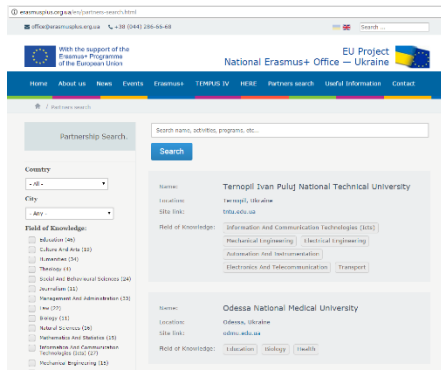 erasmusplus.org.ua/en/partners-search.html
office@erasmusplus.org.ua +38 (044) 286-66-68 Search ...
With the support of the
Erasmus+ Programme
of the European Union
EU Project
National Erasmus+ Office — Ukraine
Home About us News Events Erasmus+ TEMPUS IV HERE Partners search Useful Information Contact
/ Partners search
Partnership Search.
Search name, activities, programs, etc...
Search
Country
- All -
City
- Any -
Field of Knowledge:
Education (46)
Culture And Arts (33)
Humanities (34)
Theology (4)
Social And Behavioural Sciences (24)
Journalism (11)
Management And Administration (33)
Law (27)
Biology (11)
Natural Sciences (16)
Mathematics And Statistics (15)
Information And Communication
Technologies (Icts) (27)
Mechanical Engineering (15)
Name: Ternopil Ivan Puluj National Technical University
Location: Ternopil, Ukraine
Site link: tntu.edu.ua
Field of Knowledge: Information And Communication Technologies (Icts)
Mechanical Engineering Electrical Engineering
Automation And Instrumentation
Electronics And Telecommunication Transport
Name: Odessa National Medical University
Location: Odessa, Ukraine
Site link: odmu.edu.ua
Field of Knowledge: Education Biology Health